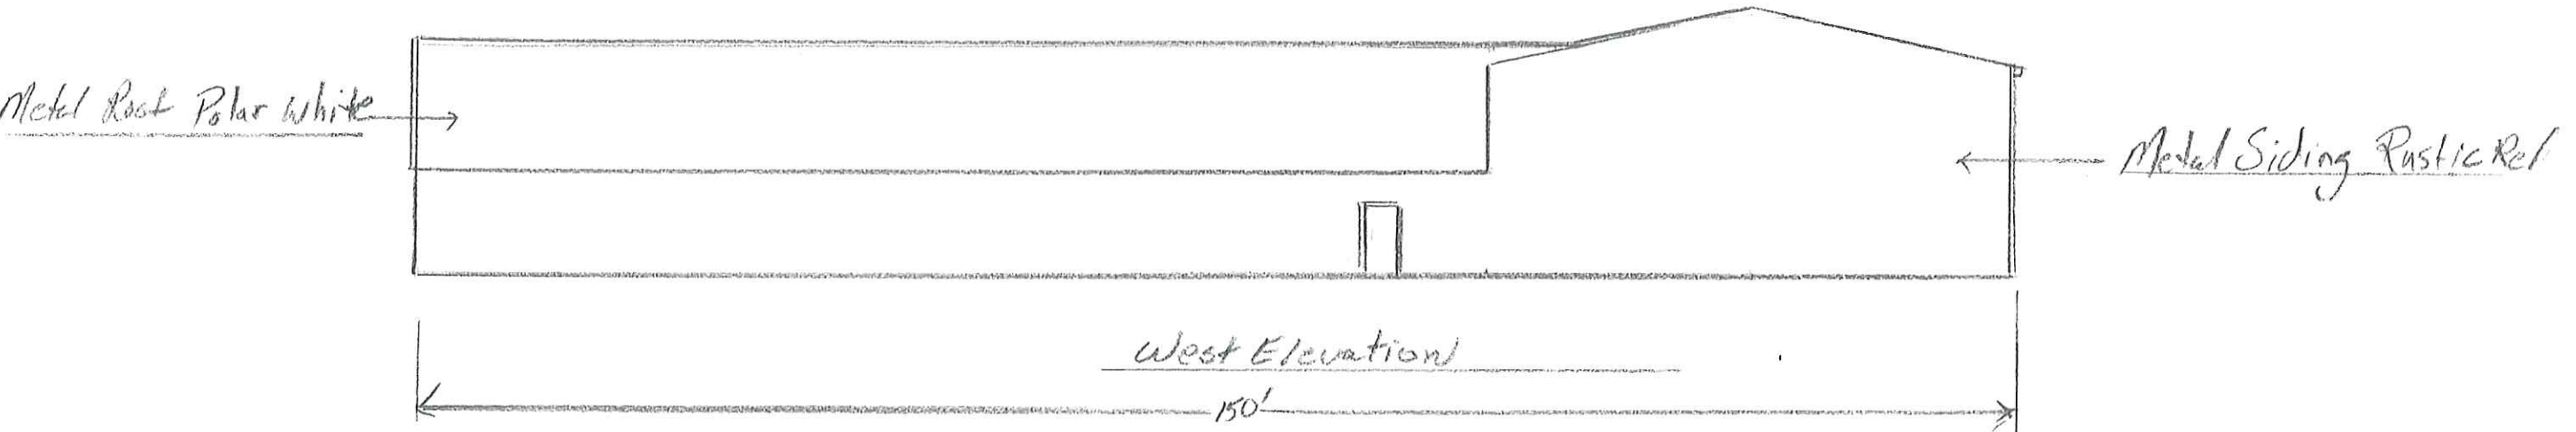 Metal Roof Polar White
Metal Siding Rustic Red
West Elevation
150'